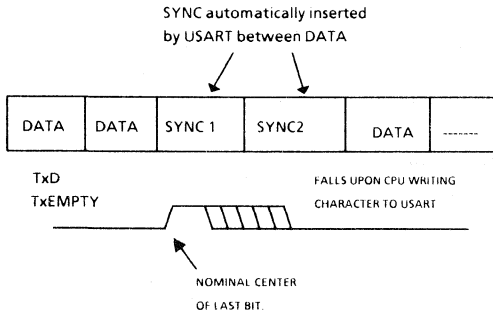 SYNC automatically inserted
by USART between DATA
DATA DATA SYNC 1 SYNC2 DATA -------
TxD
TxEMPTY
FALLS UPON CPU WRITING
CHARACTER TO USART
NOMINAL CENTER
OF LAST BIT.